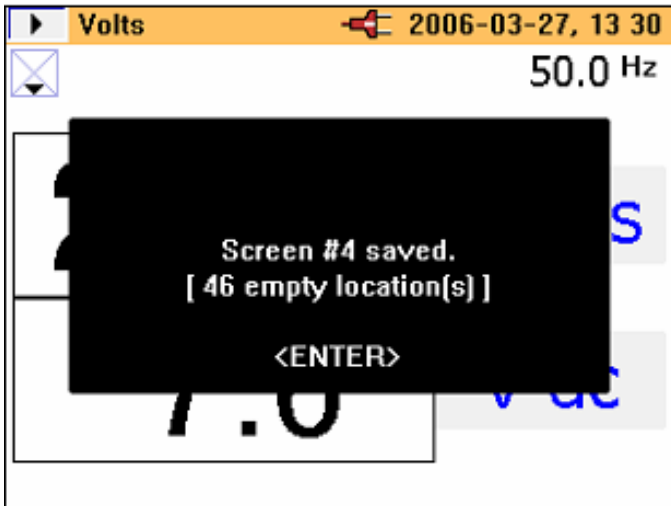 Volts 2006-03-27, 13 30
50.0 Hz
Screen #4 saved.
[ 46 empty location(s) ]
<ENTER>